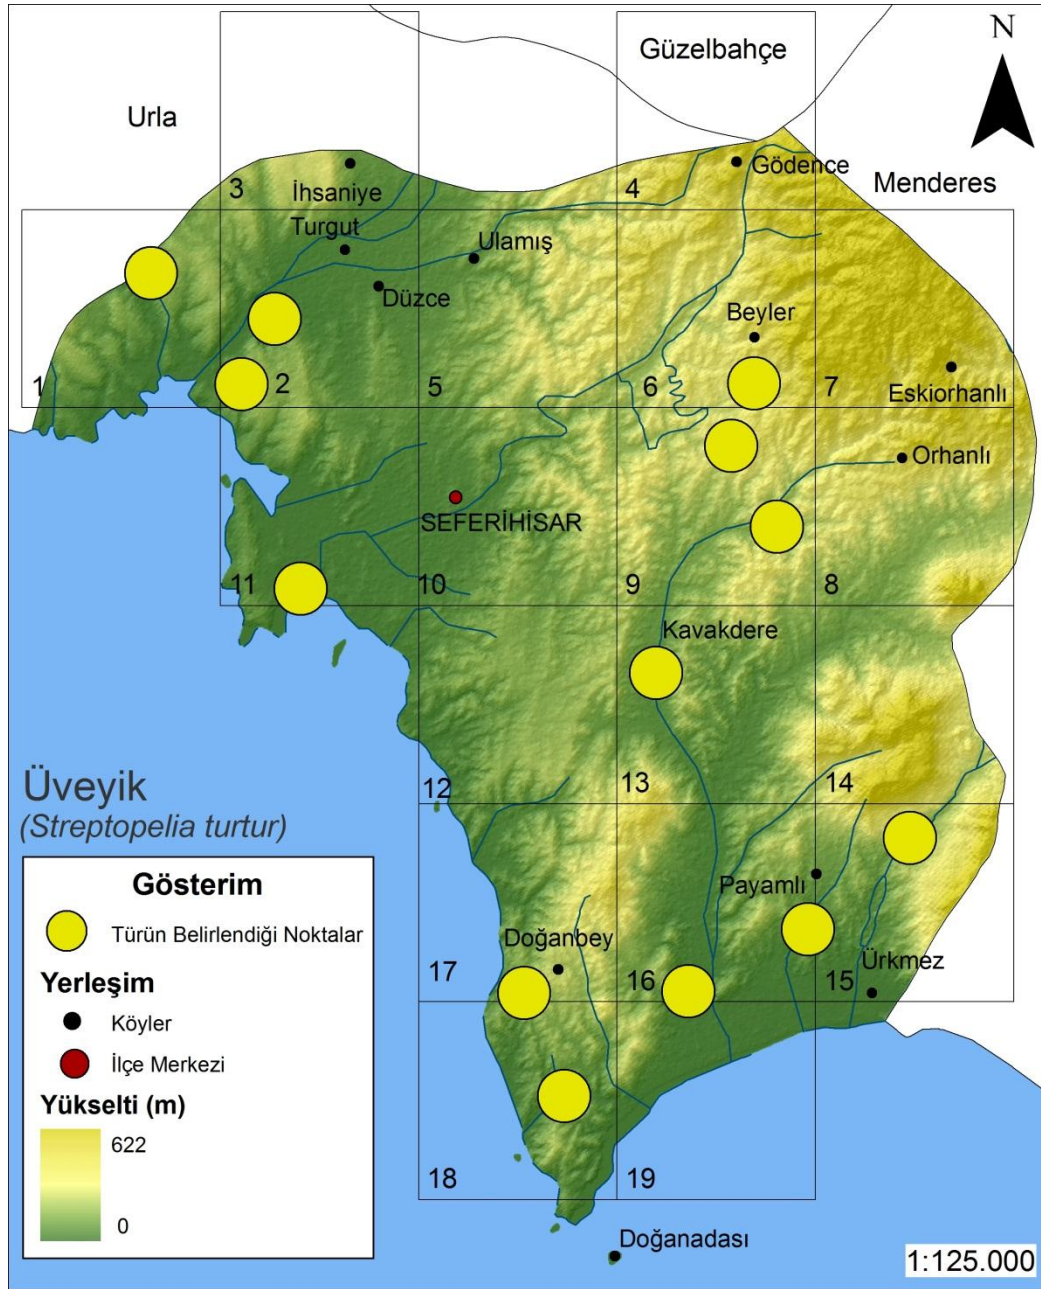 N
Güzelbahçe
Urla
Gödence
Menderes
3
4
İhsaniye
Turgut
Ulamış
Düzce
Beyler
Eskiorhanlı
1
2
5
6
7
Orhanlı
SEFERİHİSAR
11
10
9
8
Kavakdere
12
13
14
Üveyik
(Streptopelia turtur)
Gösterim
Türün Belirlendiği Noktalar
Yerleşim
Köyler
İlçe Merkezi
Yükselti (m)
622
0
Payamlı
Doğanbey
Ürkmez
17
16
15
18
19
Doğanadası
1:125.000